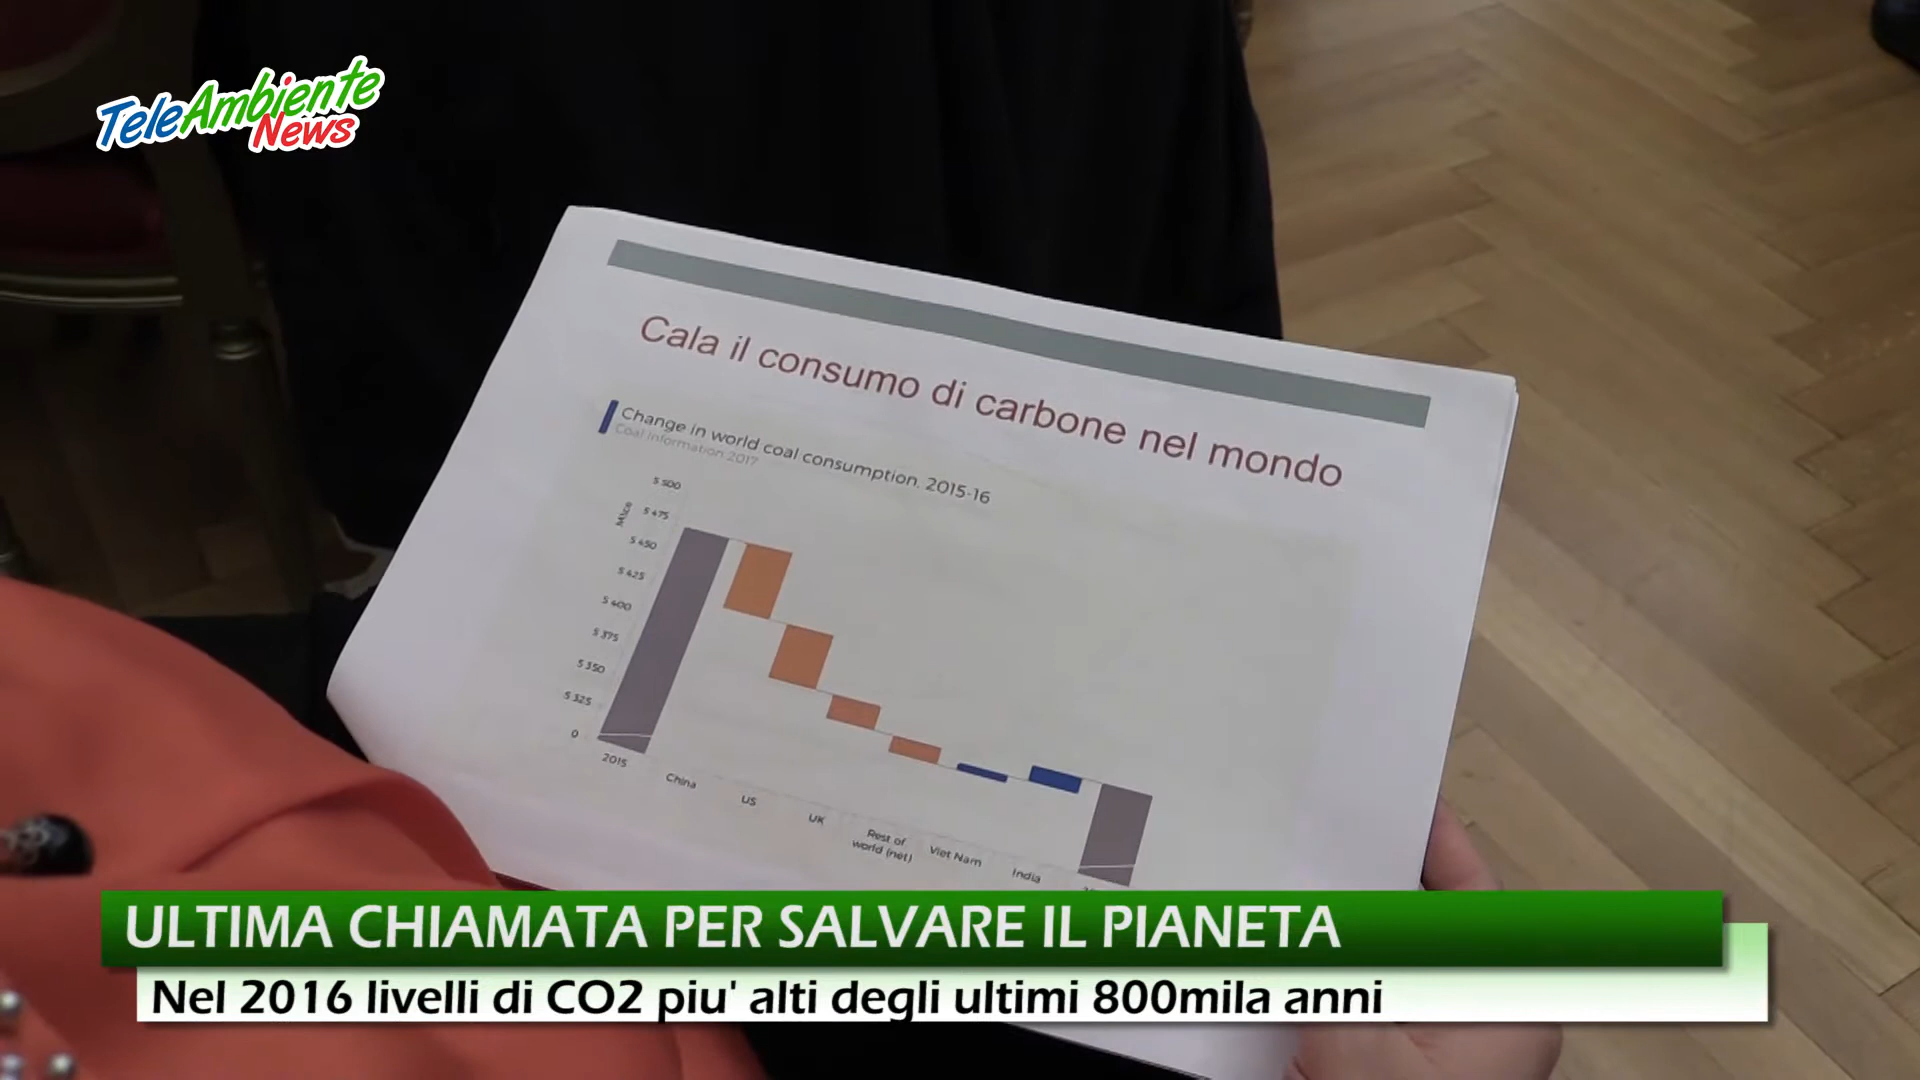 TeleAmbiente
News
Cala il consumo di carbone nel mondo
Change in world coal consumption, 2015-16
Coal Information 2017
Mtce
5 500
5 475
5 450
5 425
5 400
5 375
5 350
5 325
0
2015
China
US
UK
Rest of
world (net)
Viet Nam
India
ULTIMA CHIAMATA PER SALVARE IL PIANETA
Nel 2016 livelli di CO2 piu' alti degli ultimi 800mila anni